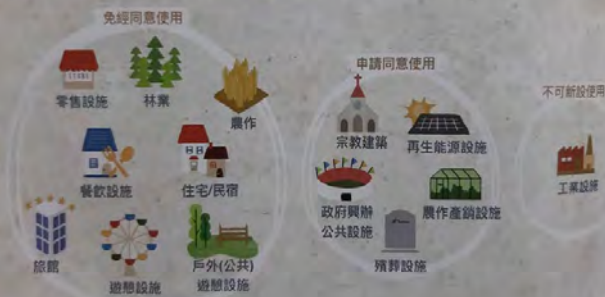 免經同意使用
零售設施
林業
農作
餐飲設施
住宅/民宿
旅館
遊憩設施
戶外(公共)
遊憩設施
申請同意使用
宗教建築
再生能源設施
政府興辦
公共設施
農作產銷設施
殯葬設施
不可新設使用
工業設施